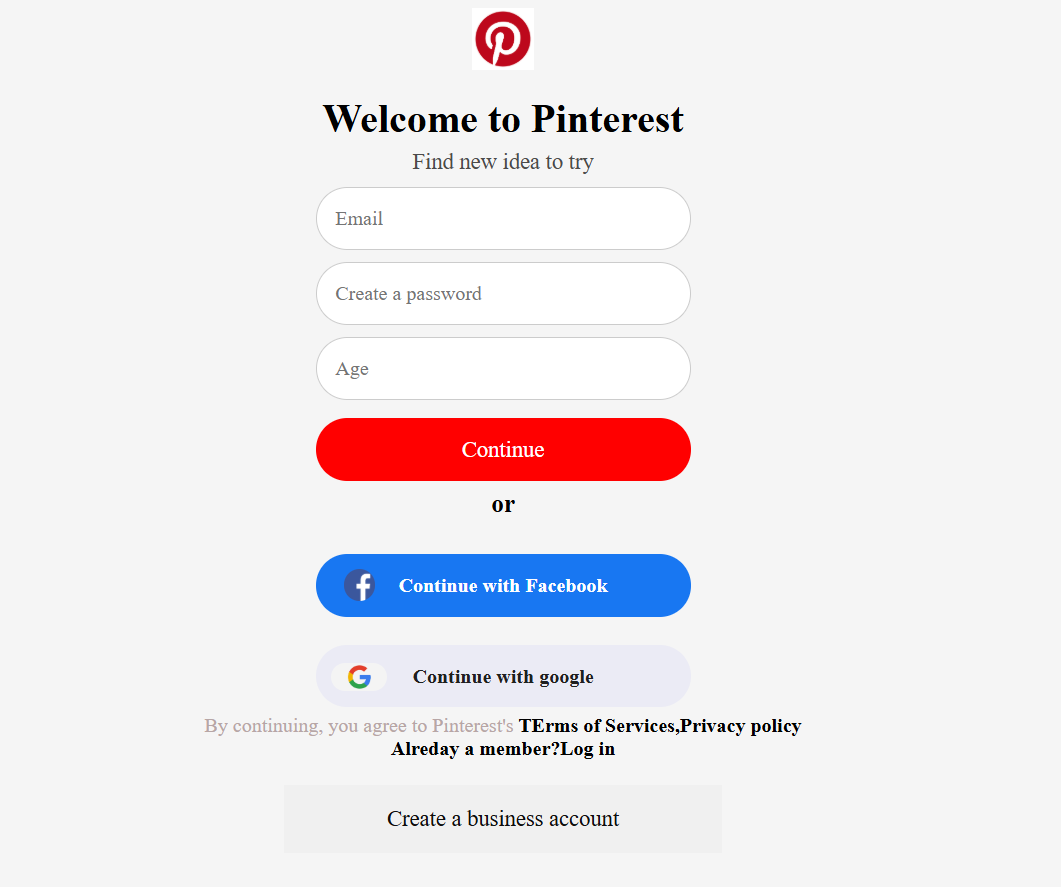 Welcome to Pinterest
Find new idea to try
Email
Create a password
Age
Continue
or
Continue with Facebook
Continue with google
By continuing, you agree to Pinterest's TErms of Services,Privacy policy
Alreday a member?Log in
Create a business account